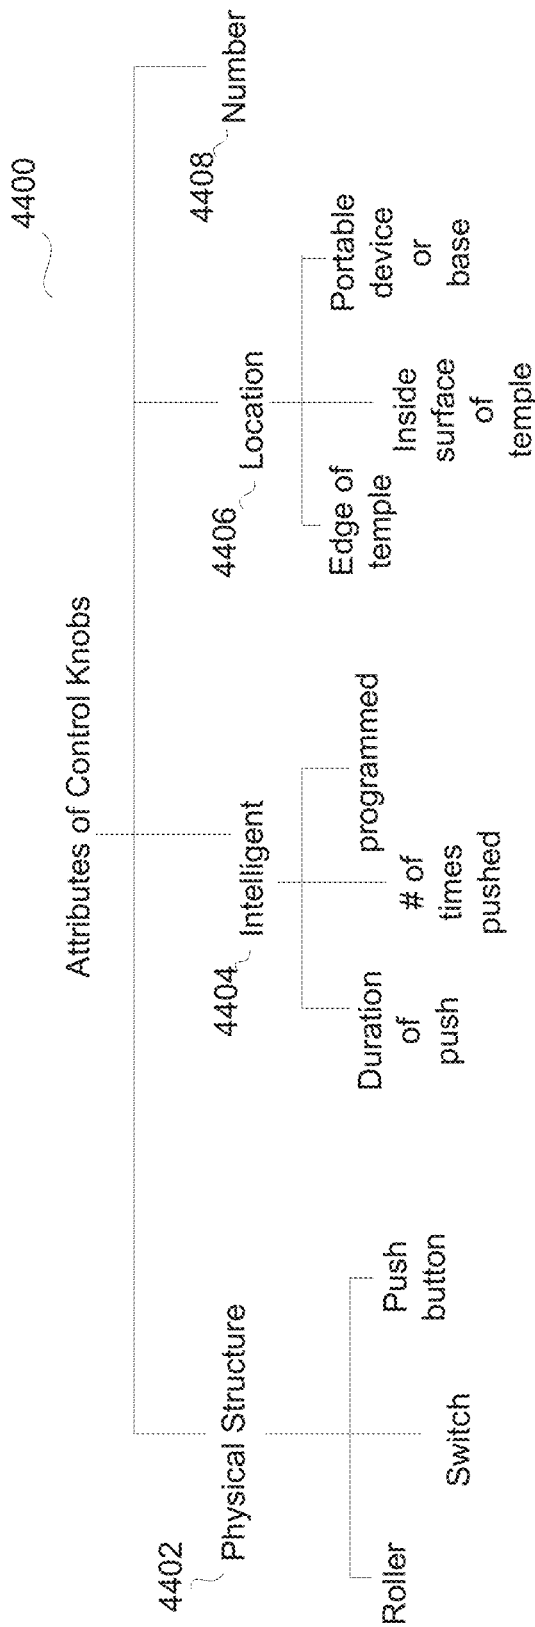 4400
Attributes of Control Knobs
4402
Physical Structure
Roller
Switch
Push
button
4404
Intelligent
Duration
of
push
# of
times
pushed
programmed
4406
Location
Edge of
temple
Inside
surface
of
temple
Portable
device
or
base
4408
Number